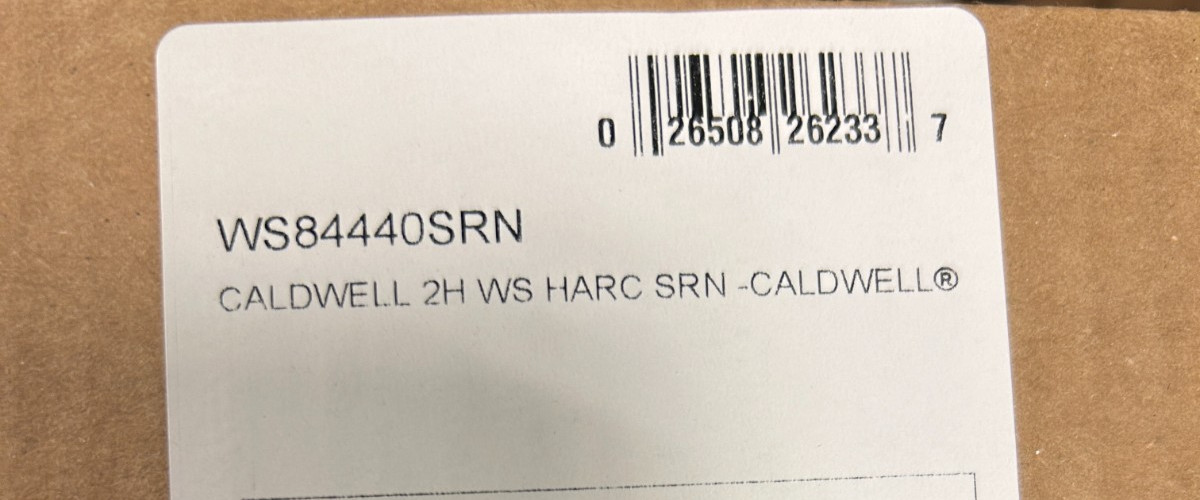 0 26508 26233 7
WS84440SRN
CALDWELL 2H WS HARC SRN -CALDWELL®